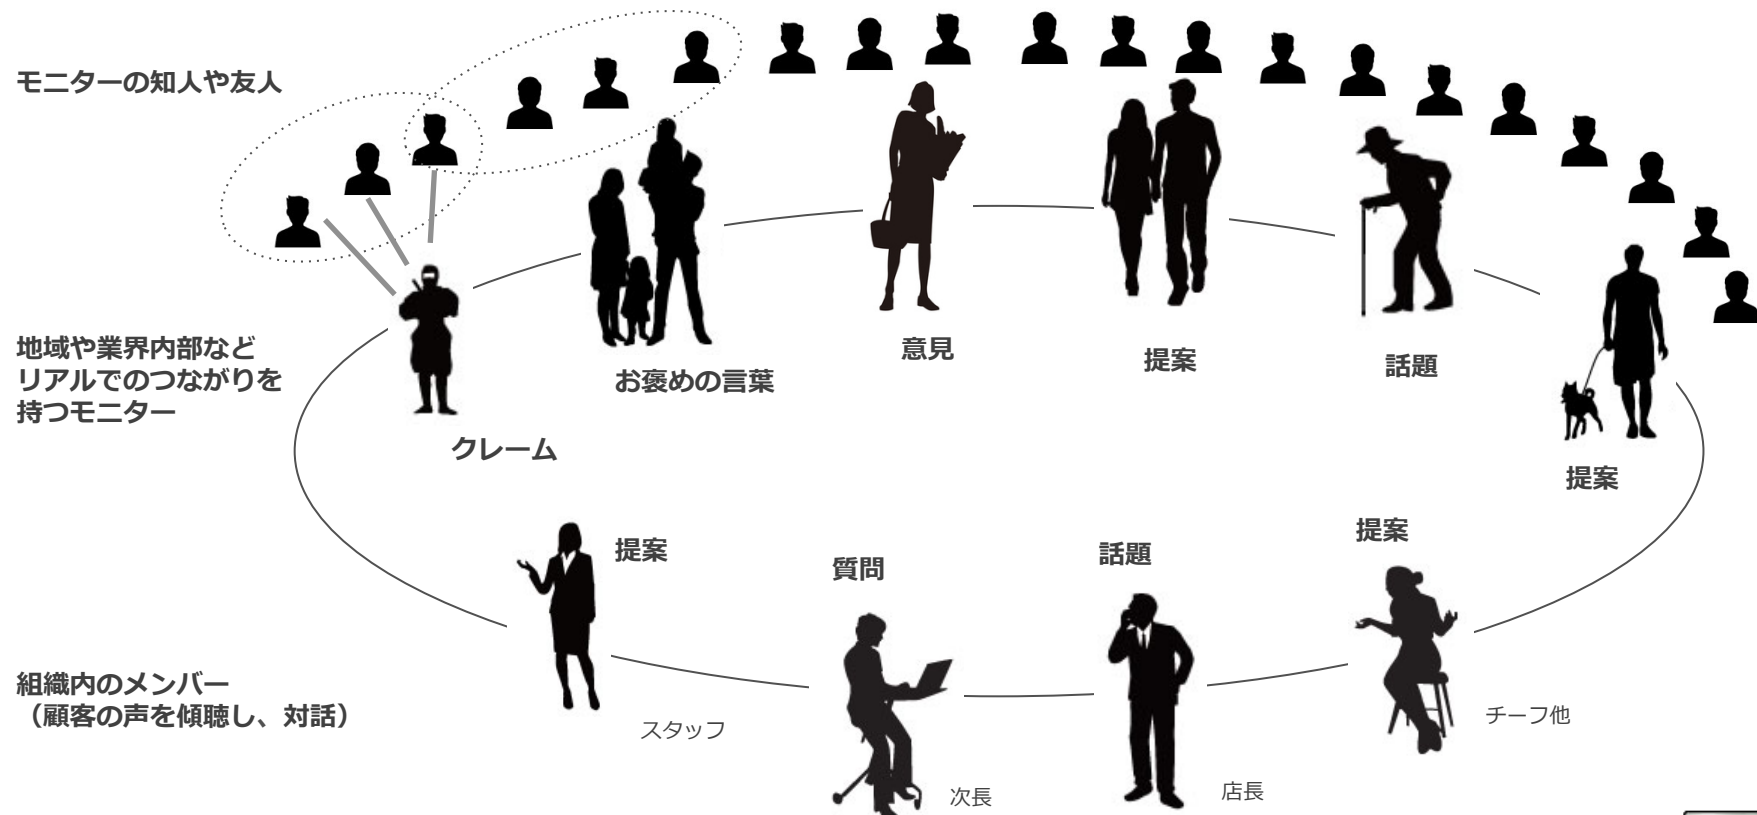 モニターの知人や友人
地域や業界内部など
リアルでのつながりを
持つモニター
クレーム
お褒めの言葉
意見
提案
話題
提案
提案
質問
話題
提案
組織内のメンバー
（顧客の声を傾聴し、対話）
スタッフ
次長
店長
チーフ他